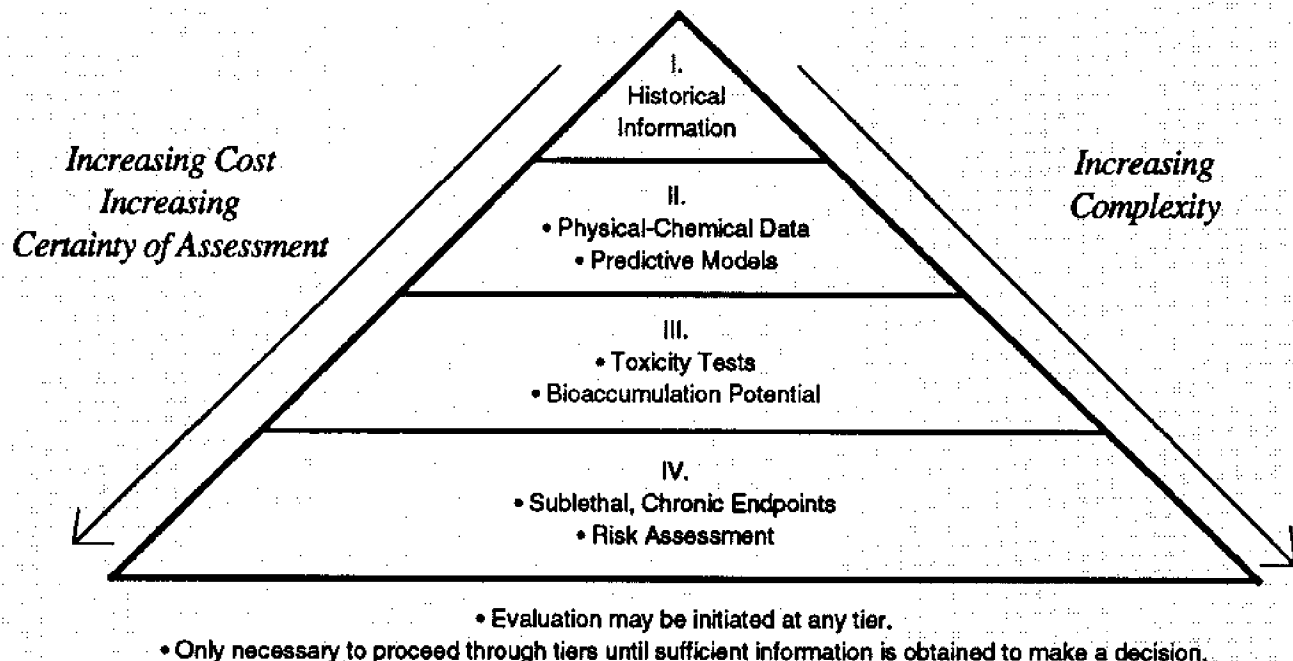 I.
Historical
Information
Increasing Cost
Increasing
Certainty of Assessment
Increasing
Complexity
II.
• Physical-Chemical Data
• Predictive Models
III.
• Toxicity Tests
• Bioaccumulation Potential
IV.
• Sublethal, Chronic Endpoints
• Risk Assessment
• Evaluation may be initiated at any tier.
• Only necessary to proceed through tiers until sufficient information is obtained to make a decision.